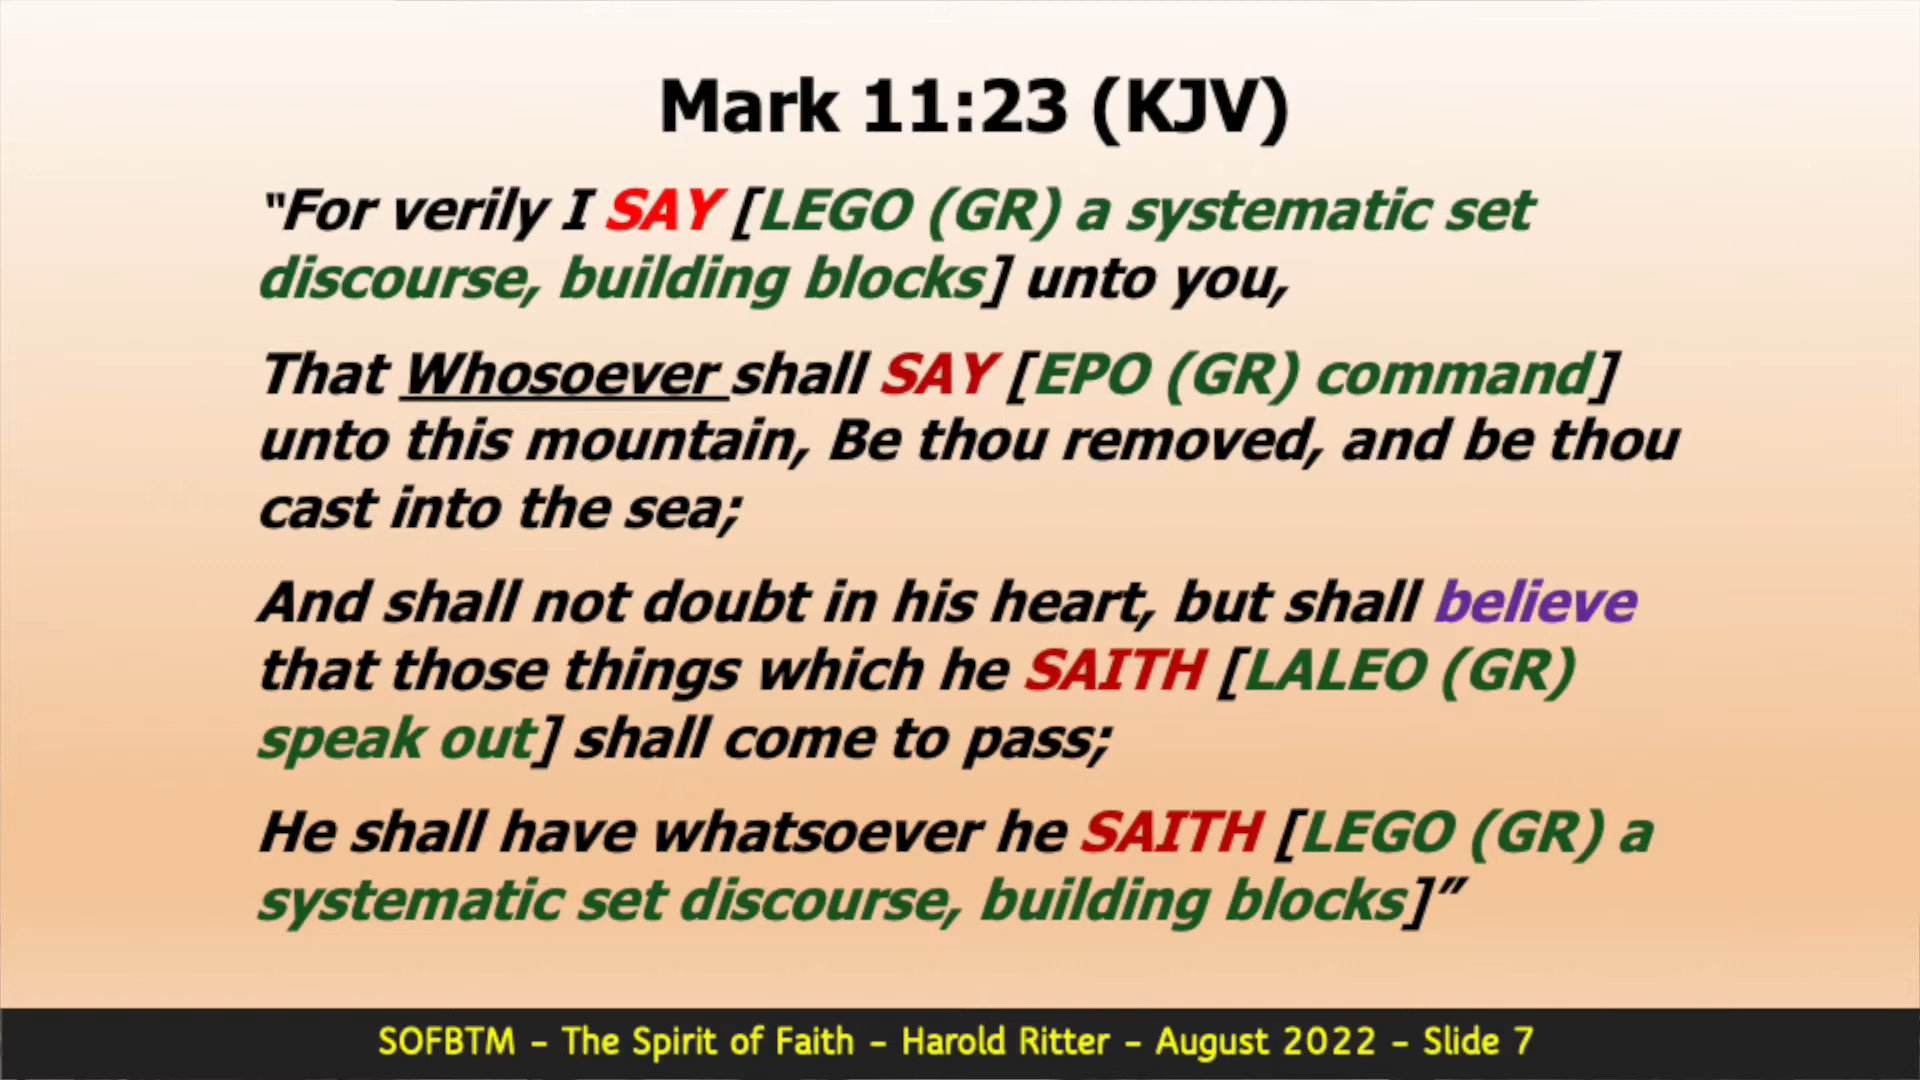 Mark 11:23 (KJV)
"For verily I SAY [LEGO (GR) a systematic set
discourse, building blocks] unto you,
That Whosoever shall SAY [EPO (GR) command]
unto this mountain, Be thou removed, and be thou
cast into the sea;
And shall not doubt in his heart, but shall believe
that those things which he SAITH [LALEO (GR)
speak out] shall come to pass;
He shall have whatsoever he SAITH [LEGO (GR) a
systematic set discourse, building blocks]”
SOFBTM – The Spirit of Faith – Harold Ritter – August 2022 – Slide 7